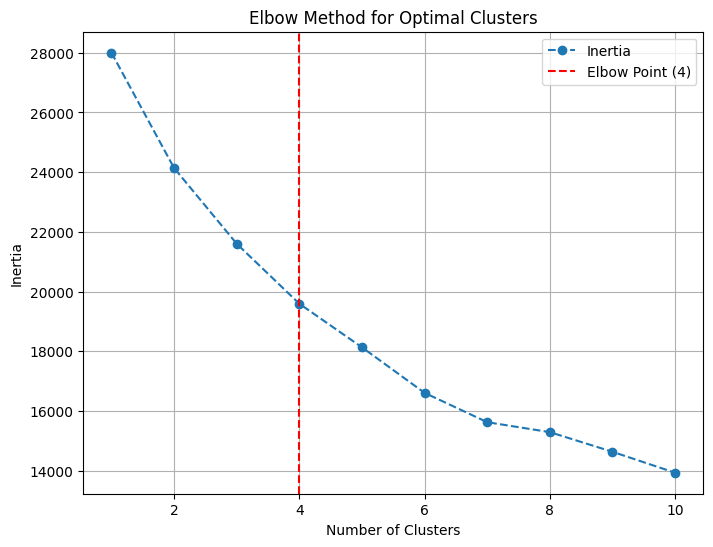 Elbow Method for Optimal Clusters
Inertia
Elbow Point (4)
28000
26000
24000
22000
20000
18000
16000
14000
Inertia
2
4
6
8
10
Number of Clusters